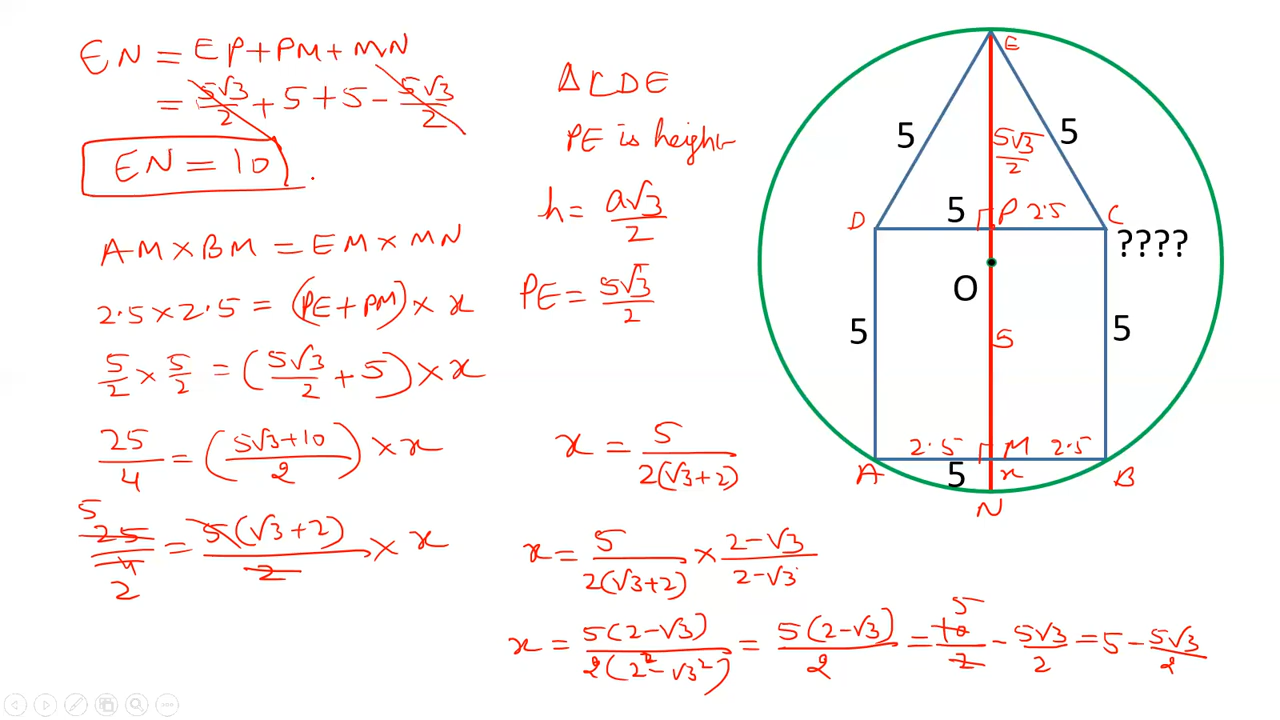 EN = EP + PM + MN
= 5√3/2 + 5 + 5 - 5√3/2
EN = 10 .
AM × BM = EM × MN
2.5 × 2.5 = (PE + PM) × x
5/2 × 5/2 = (5√3/2 + 5) × x
25/4 = (5√3+10/2) × x
5
25/4 = 5(√3+2)/2 × x
2
Δ CDE
PE is height
h = a√3/2
PE = 5√3/2
x = 5/2(√3+2)
x = 5/2(√3+2) × 2-√3/2-√3
x = 5(2-√3)/2(2²-√3²) = 5(2-√3)/2 = 10/2 - 5√3/2 = 5 - 5√3/2
5
E
5
5√3/2
5
D
5
P
2.5
C
????
O
5
5
5
2.5
M
2.5
A
5
x
B
N